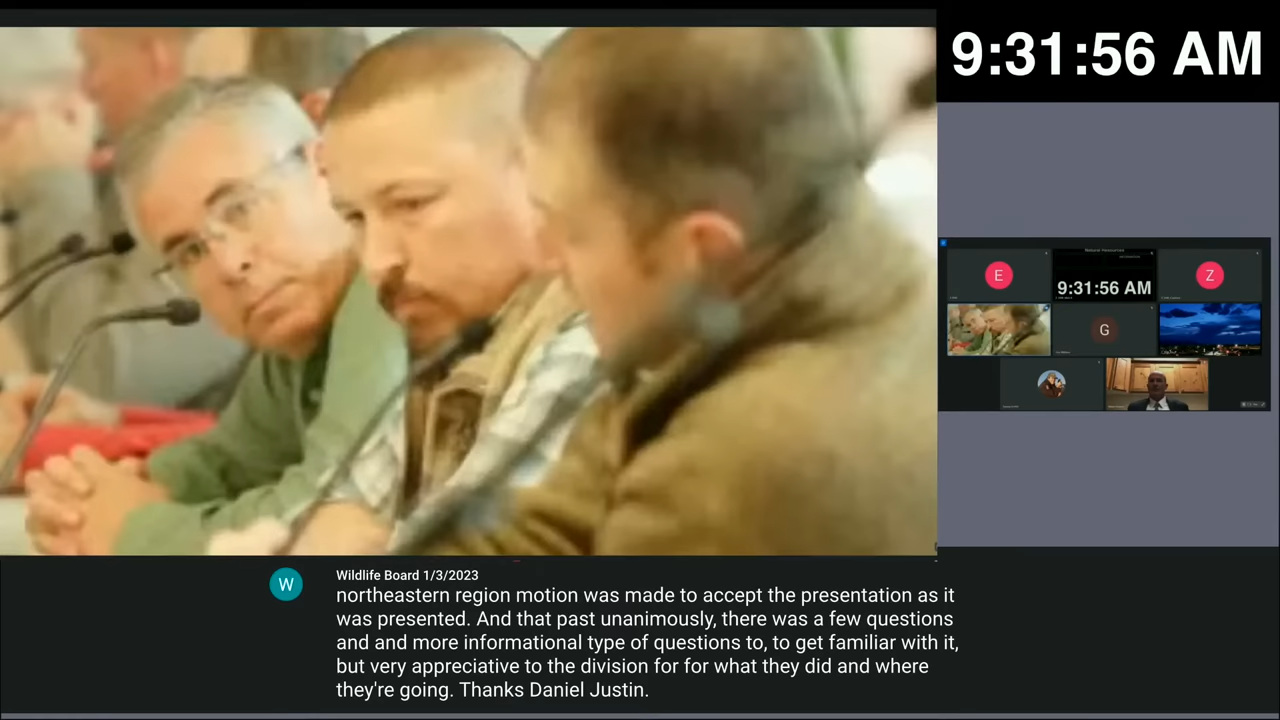 9:31:56 AM
E
9:31:56 AM
Z
G
W
Wildlife Board 1/3/2023
northeastern region motion was made to accept the presentation as it
was presented. And that past unanimously, there was a few questions
and and more informational type of questions to, to get familiar with it,
but very appreciative to the division for for what they did and where
they're going. Thanks Daniel Justin.